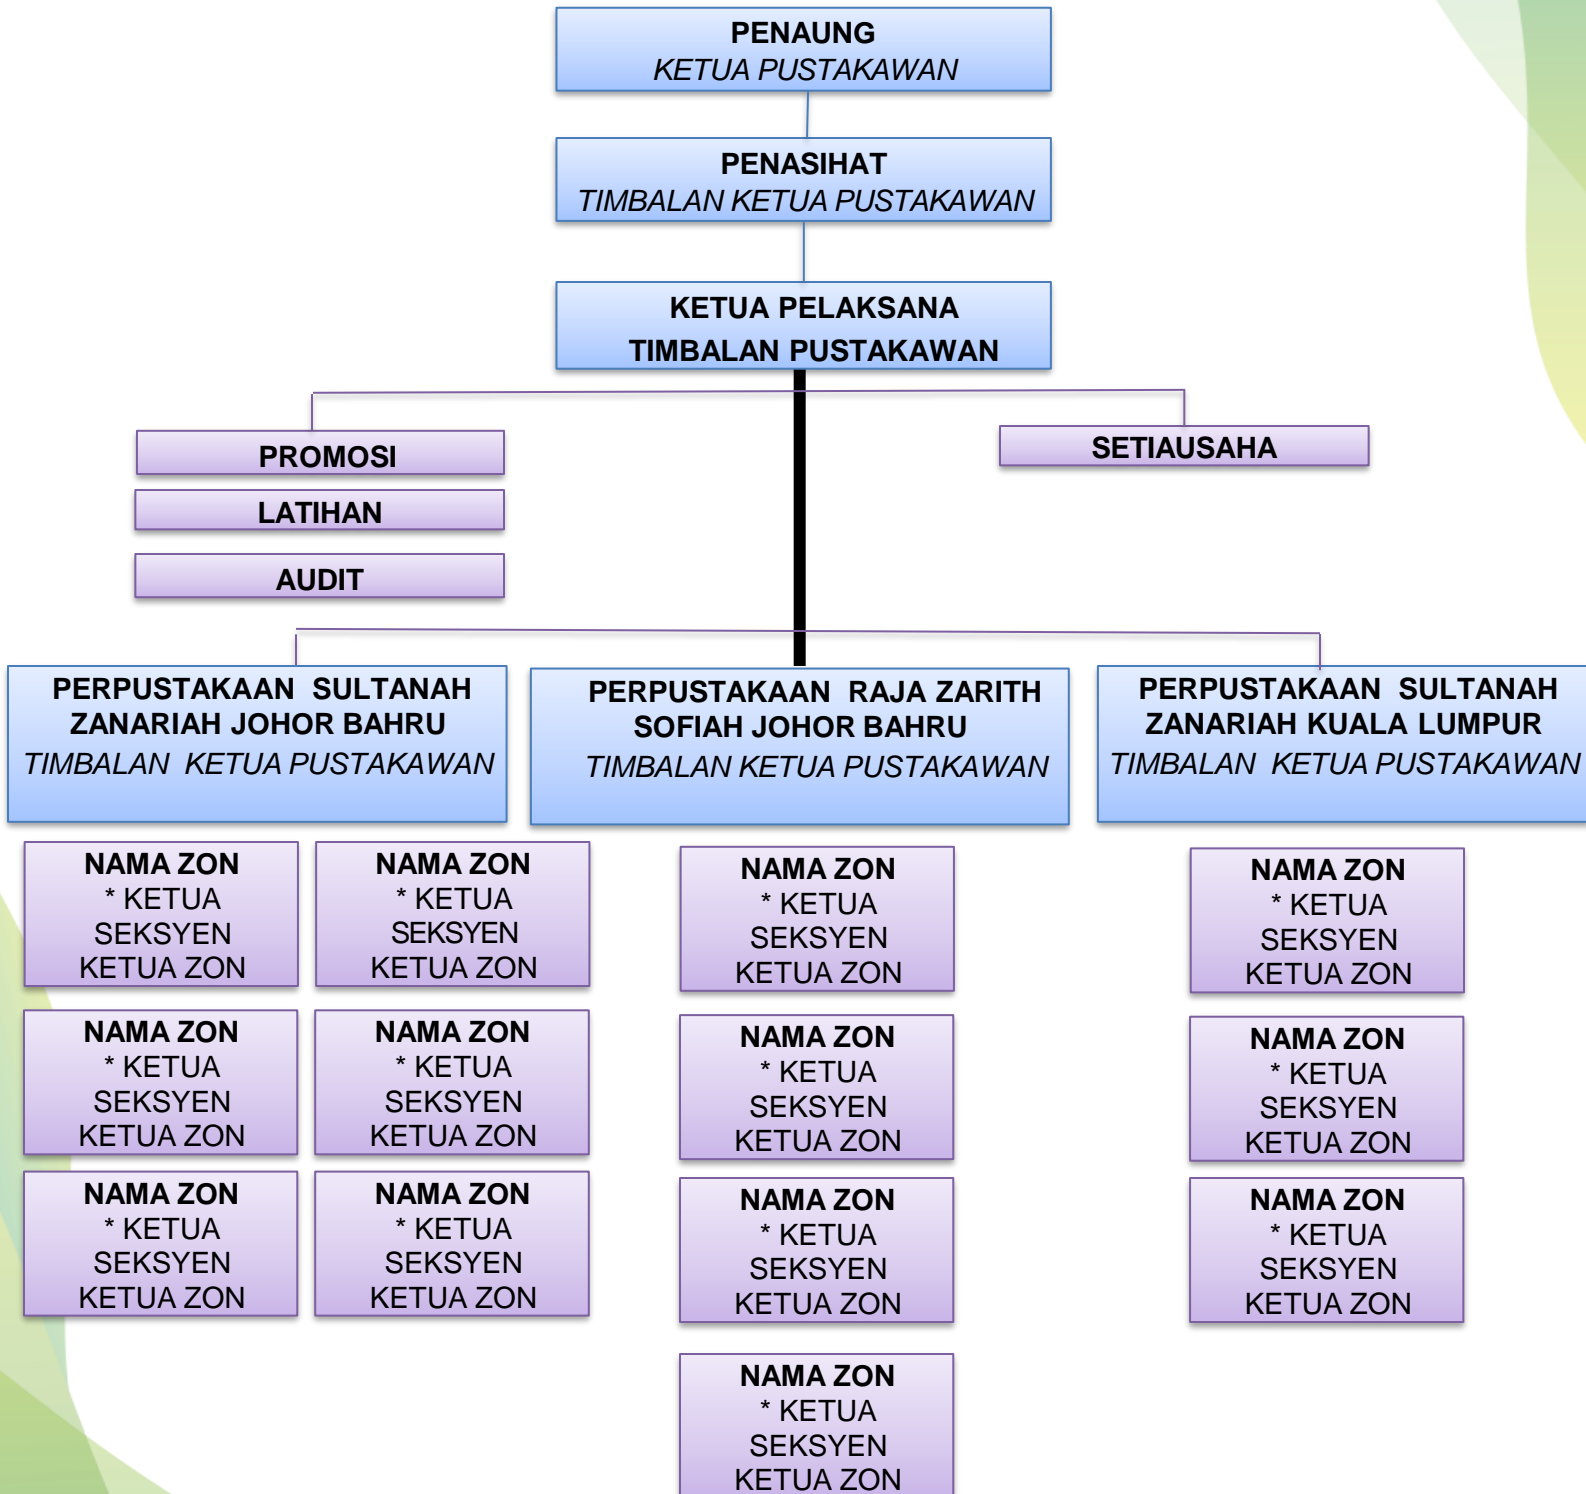 PENAUNG
KETUA PUSTAKAWAN
PENASIHAT
TIMBALAN KETUA PUSTAKAWAN
KETUA PELAKSANA
TIMBALAN PUSTAKAWAN
PROMOSI
SETIAUSAHA
LATIHAN
AUDIT
PERPUSTAKAAN SULTANAH
ZANARIAH JOHOR BAHRU
TIMBALAN KETUA PUSTAKAWAN
PERPUSTAKAAN RAJA ZARITH
SOFIAH JOHOR BAHRU
TIMBALAN KETUA PUSTAKAWAN
PERPUSTAKAAN SULTANAH
ZANARIAH KUALA LUMPUR
TIMBALAN KETUA PUSTAKAWAN
NAMA ZON
* KETUA
SEKSYEN
KETUA ZON
NAMA ZON
* KETUA
SEKSYEN
KETUA ZON
NAMA ZON
* KETUA
SEKSYEN
KETUA ZON
NAMA ZON
* KETUA
SEKSYEN
KETUA ZON
NAMA ZON
* KETUA
SEKSYEN
KETUA ZON
NAMA ZON
* KETUA
SEKSYEN
KETUA ZON
NAMA ZON
* KETUA
SEKSYEN
KETUA ZON
NAMA ZON
* KETUA
SEKSYEN
KETUA ZON
NAMA ZON
* KETUA
SEKSYEN
KETUA ZON
NAMA ZON
* KETUA
SEKSYEN
KETUA ZON
NAMA ZON
* KETUA
SEKSYEN
KETUA ZON
NAMA ZON
* KETUA
SEKSYEN
KETUA ZON
NAMA ZON
* KETUA
SEKSYEN
KETUA ZON